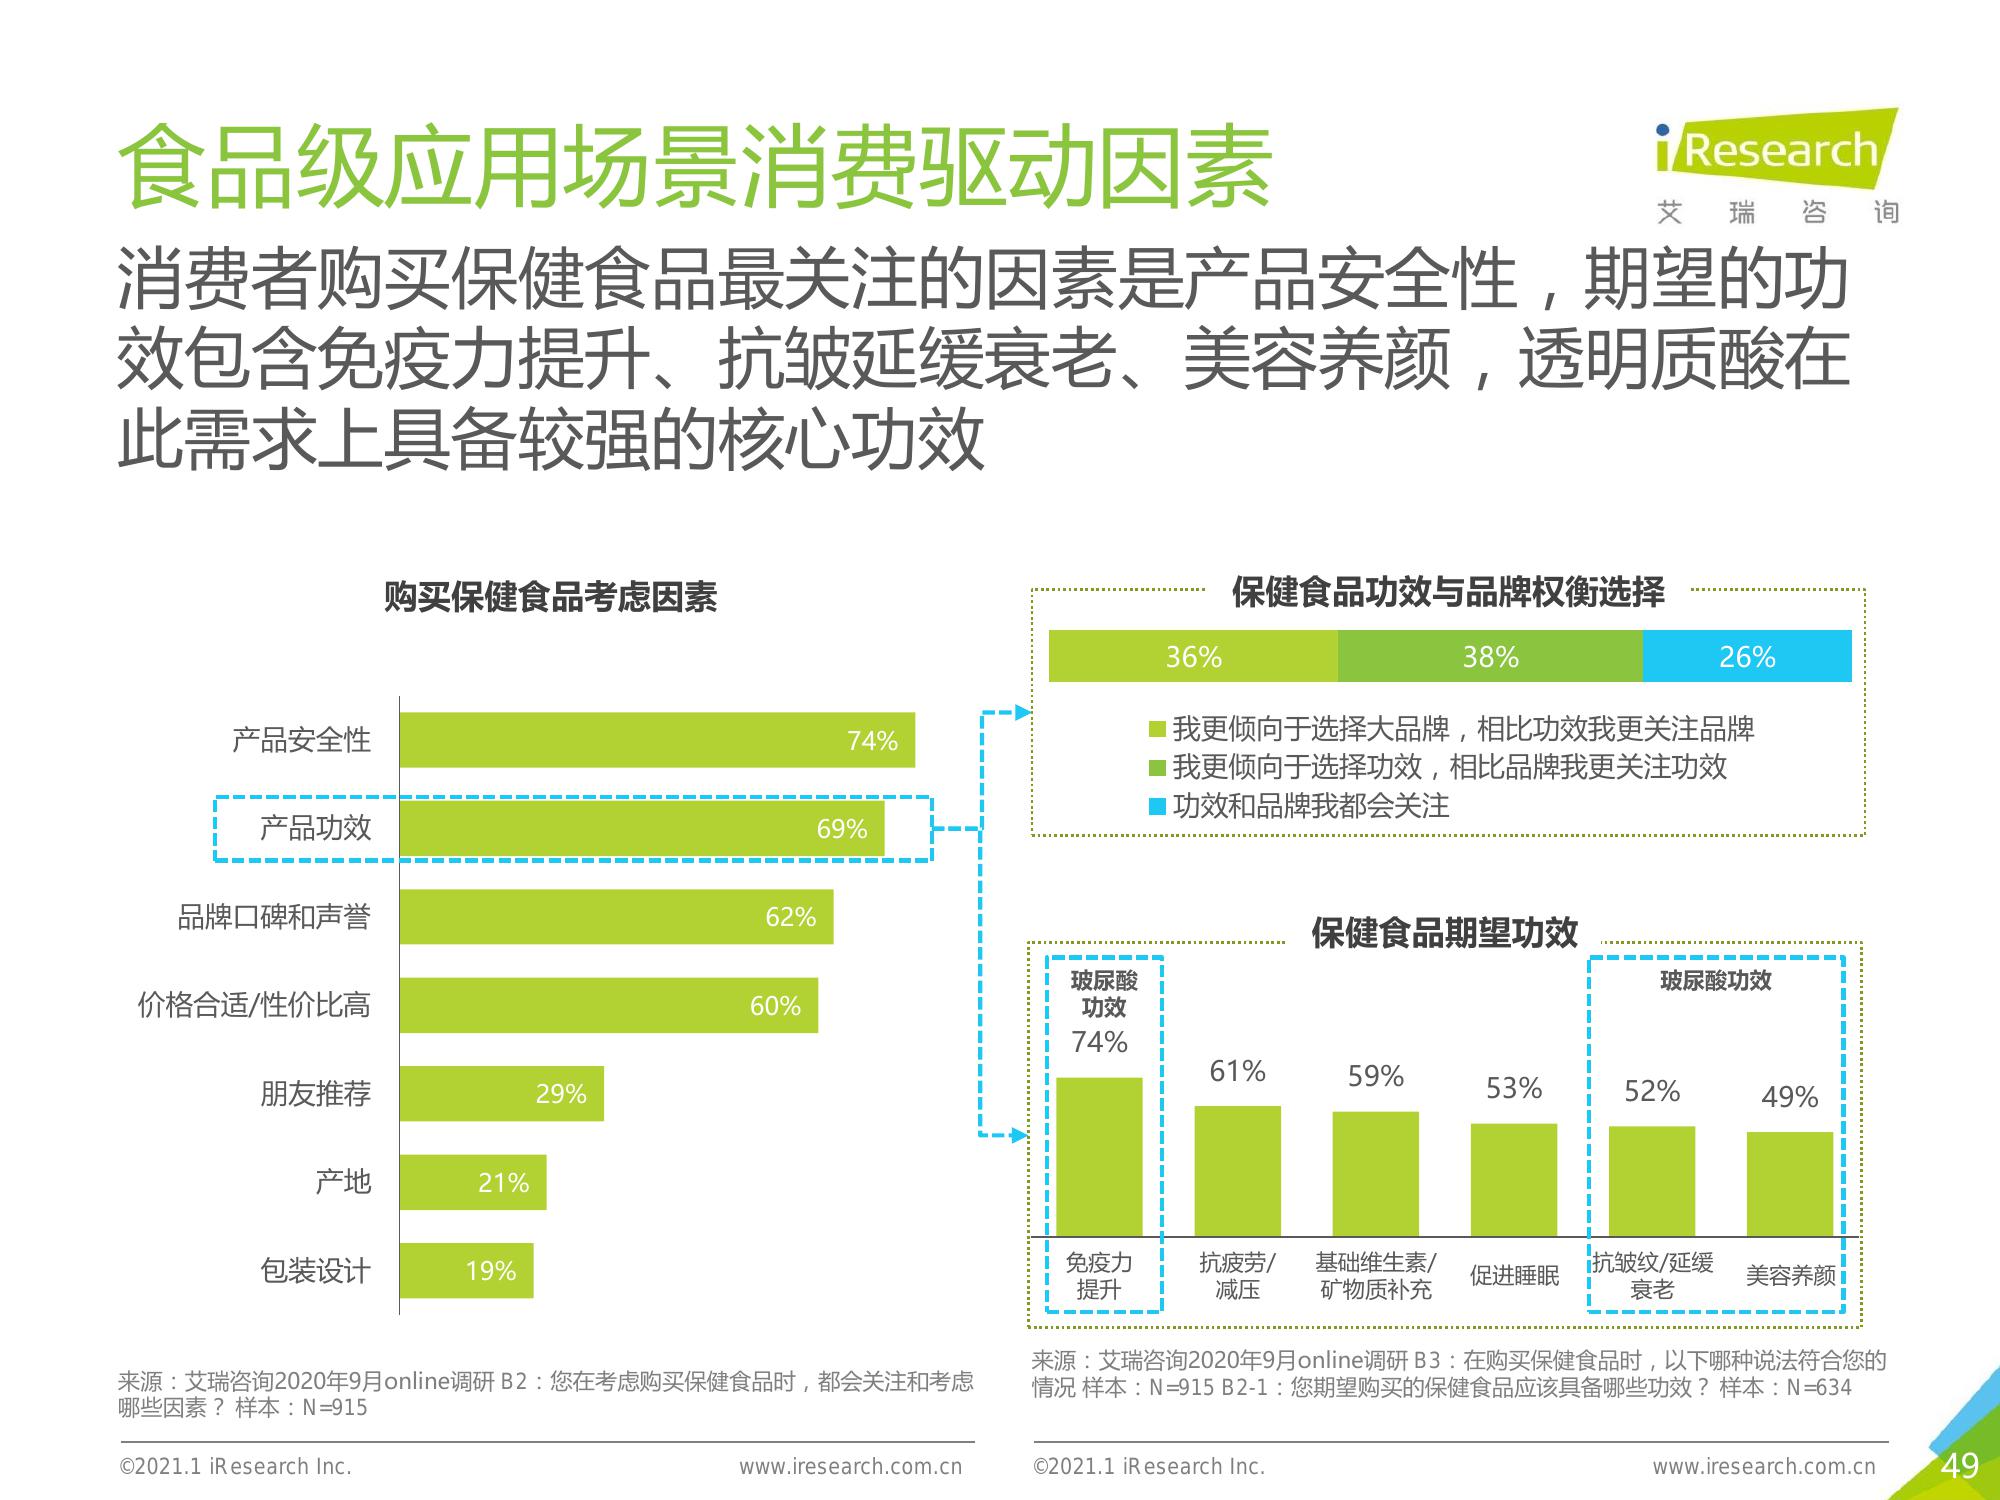 食品级应用场景消费驱动因素
iResearch
艾瑞咨询
消费者购买保健食品最关注的因素是产品安全性，期望的功
效包含免疫力提升、抗皱延缓衰老、美容养颜，透明质酸在
此需求上具备较强的核心功效
购买保健食品考虑因素
产品安全性 74%
产品功效 69%
品牌口碑和声誉 62%
价格合适/性价比高 60%
朋友推荐 29%
产地 21%
包装设计 19%
保健食品功效与品牌权衡选择
36% 38% 26%
我更倾向于选择大品牌，相比功效我更关注品牌
我更倾向于选择功效，相比品牌我更关注功效
功效和品牌我都会关注
保健食品期望功效
玻尿酸
功效
玻尿酸功效
74% 61% 59% 53% 52% 49%
免疫力
提升
抗疲劳/
减压
基础维生素/
矿物质补充
促进睡眠
抗皱纹/延缓
衰老
美容养颜
来源：艾瑞咨询2020年9月online调研 B2：您在考虑购买保健食品时，都会关注和考虑
哪些因素？ 样本：N=915
来源：艾瑞咨询2020年9月online调研 B3：在购买保健食品时，以下哪种说法符合您的
情况 样本：N=915 B2-1：您期望购买的保健食品应该具备哪些功效？ 样本：N=634
©2021.1 iResearch Inc. www.iresearch.com.cn
©2021.1 iResearch Inc. www.iresearch.com.cn
49